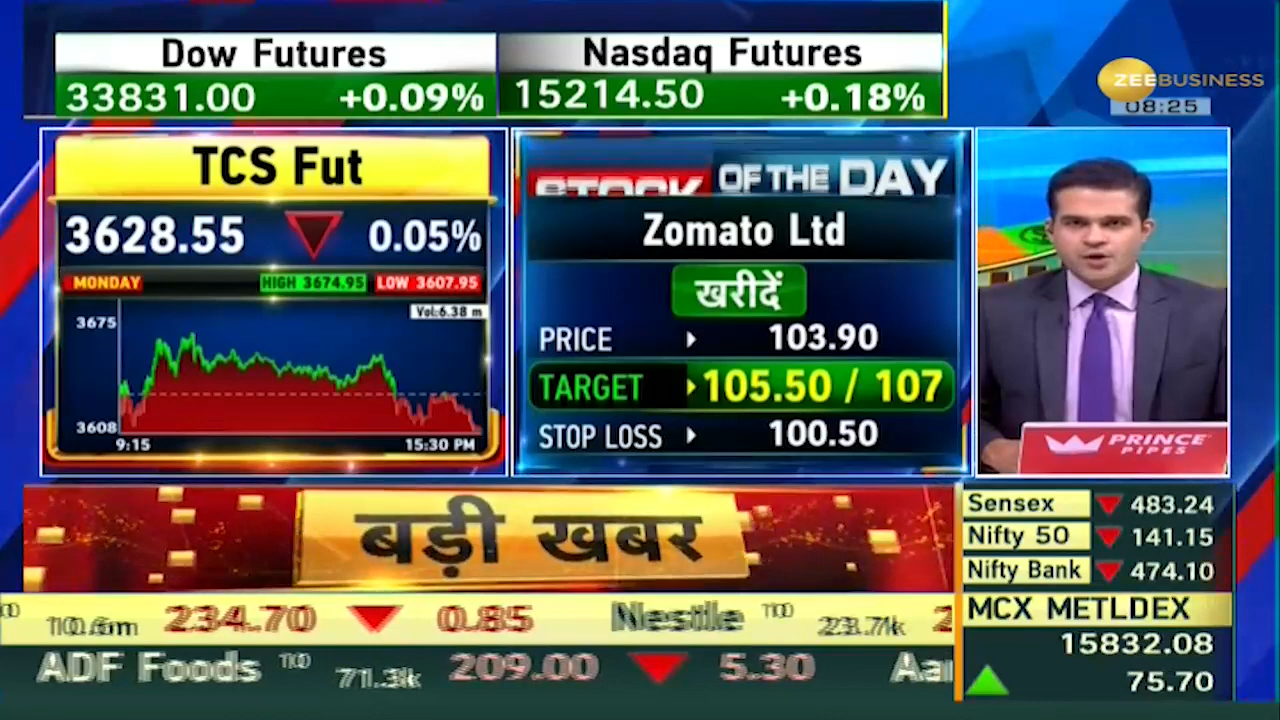 Dow Futures
33831.00 +0.09%
Nasdaq Futures
15214.50 +0.18%
ZEEBUSINESS
08:25
TCS Fut
3628.55 0.05%
MONDAY HIGH 3674.95 LOW 3607.95
Vol:6.38 m
3675
3608
9:15 15:30 PM
STOCK OF THE DAY
Zomato Ltd
खरीदें
PRICE 103.90
TARGET 105.50 / 107
STOP LOSS 100.50
PRINCE
PIPES
बड़ी खबर
Sensex 483.24
Nifty 50 141.15
Nifty Bank 474.10
MCX METLDEX
15832.08
75.70
234.70 0.85 Nestle
ADF Foods 209.00 5.30